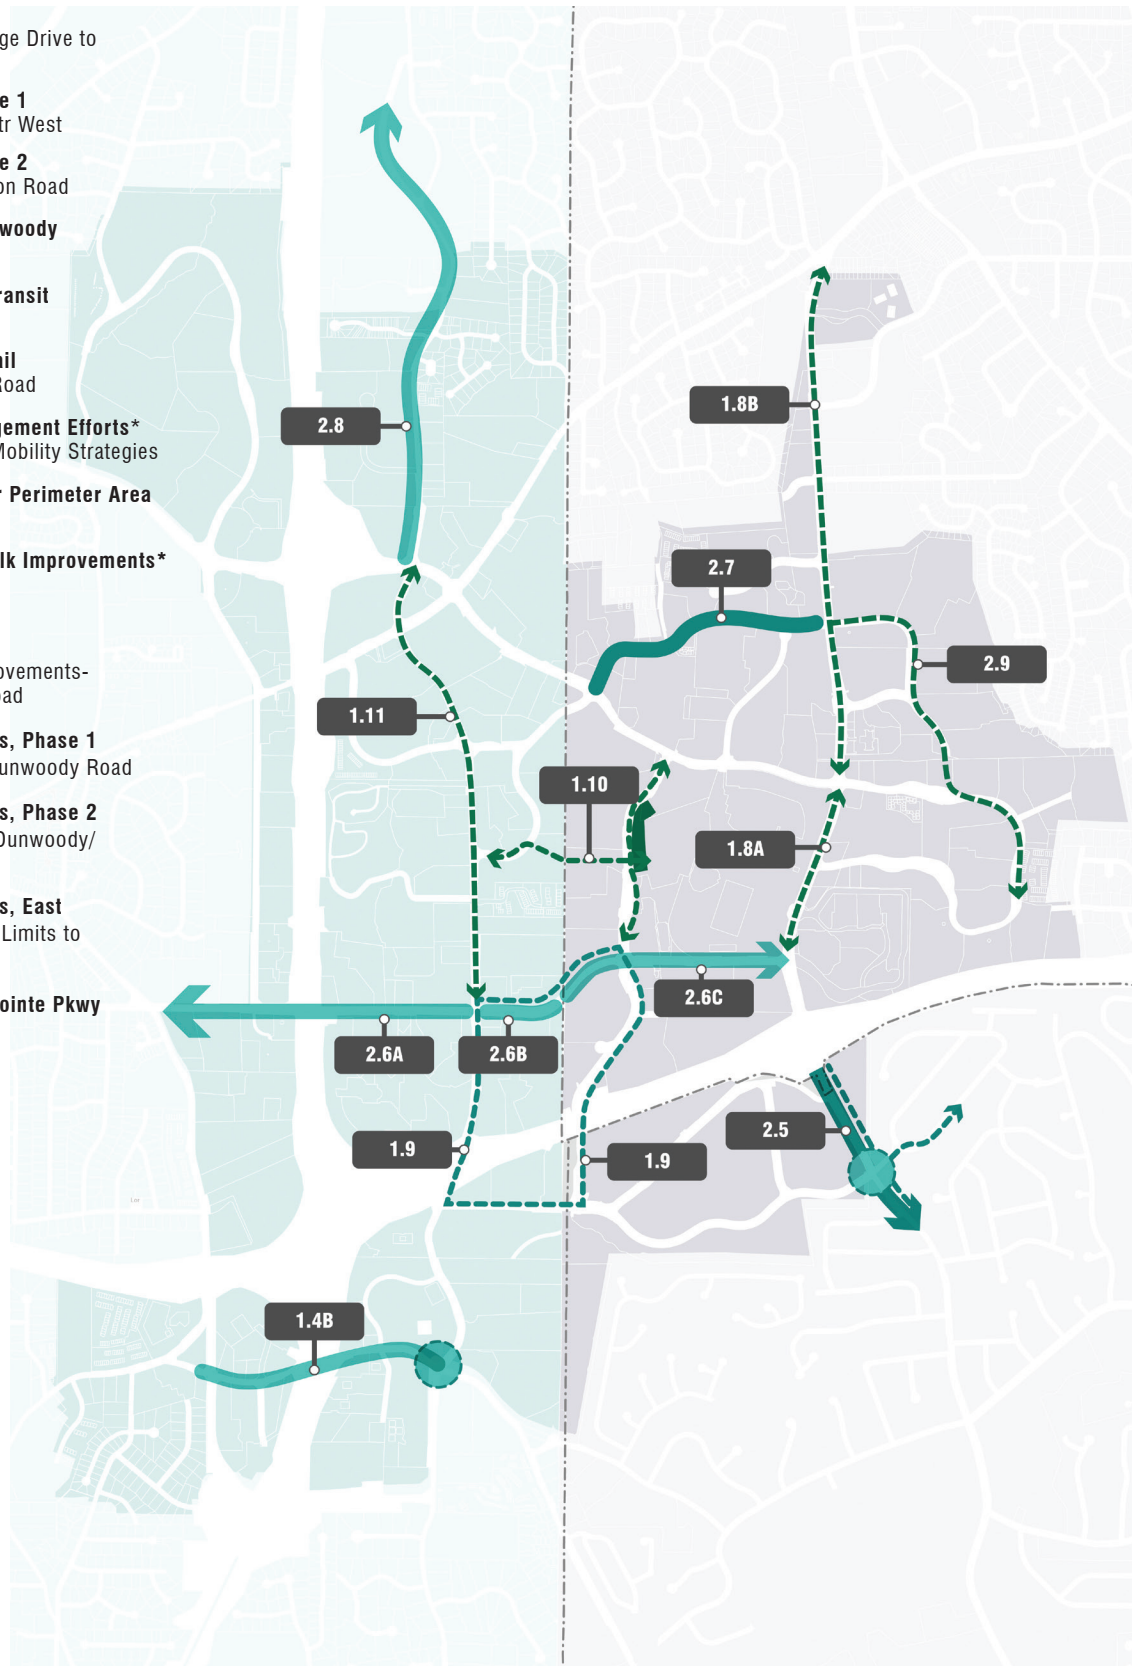 ge Drive to
e 1
tr West
e 2
on Road
woody
ransit
ail
Road
gement Efforts*
Mobility Strategies
r Perimeter Area
lk Improvements*
ovements-
oad
s, Phase 1
unwoody Road
s, Phase 2
Dunwoody/
s, East
Limits to
ointe Pkwy
1.8B
2.8
2.7
2.9
1.11
1.10
1.8A
2.6C
2.6A
2.6B
2.5
1.9
1.9
1.4B